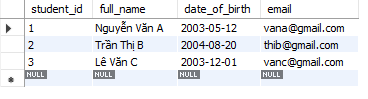 student_id full_name date_of_birth email
1 Nguyễn Văn A 2003-05-12 vana@gmail.com
2 Trần Thị B 2004-08-20 thib@gmail.com
3 Lê Văn C 2003-12-01 vanc@gmail.com
NULL NULL NULL NULL